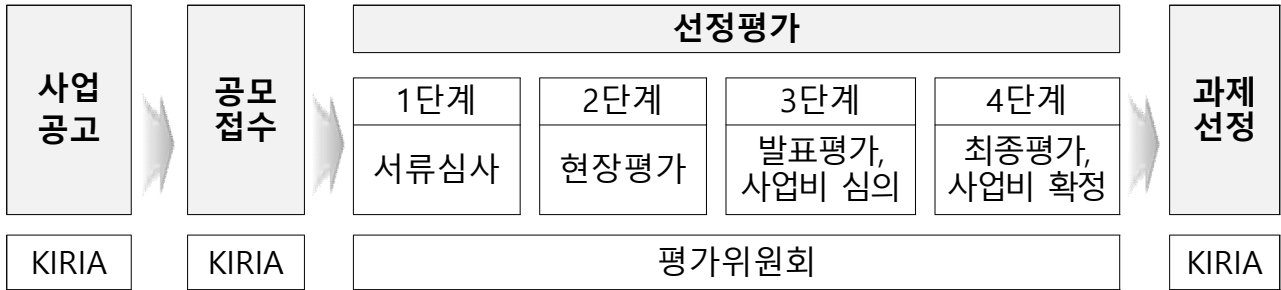 선정평가
사업
공고
공모
접수
1단계
2단계
3단계
4단계
서류심사
현장평가
발표평가,
사업비 심의
최종평가,
사업비 확정
과제
선정
KIRIA
KIRIA
평가위원회
KIRIA